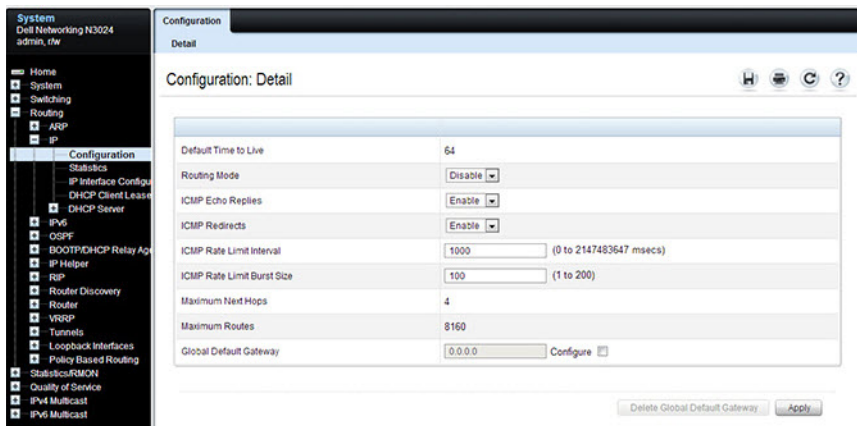 System
Dell Networking N3024
admin, r/w
Home
System
Switching
Routing
ARP
IP
Configuration
Statistics
IP Interface Configu
DHCP Client Lease
DHCP Server
IPv6
OSPF
BOOTP/DHCP Relay Age
IP Helper
RIP
Router Discovery
Router
VRRP
Tunnels
Loopback Interfaces
Policy Based Routing
Statistics/RMON
Quality of Service
IPv4 Multicast
IPv6 Multicast
Configuration
Detail
Configuration: Detail
Default Time to Live 64
Routing Mode Disable
ICMP Echo Replies Enable
ICMP Redirects Enable
ICMP Rate Limit Interval 1000 (0 to 2147483647 msecs)
ICMP Rate Limit Burst Size 100 (1 to 200)
Maximum Next Hops 4
Maximum Routes 8160
Global Default Gateway 0.0.0.0 Configure
Delete Global Default Gateway Apply